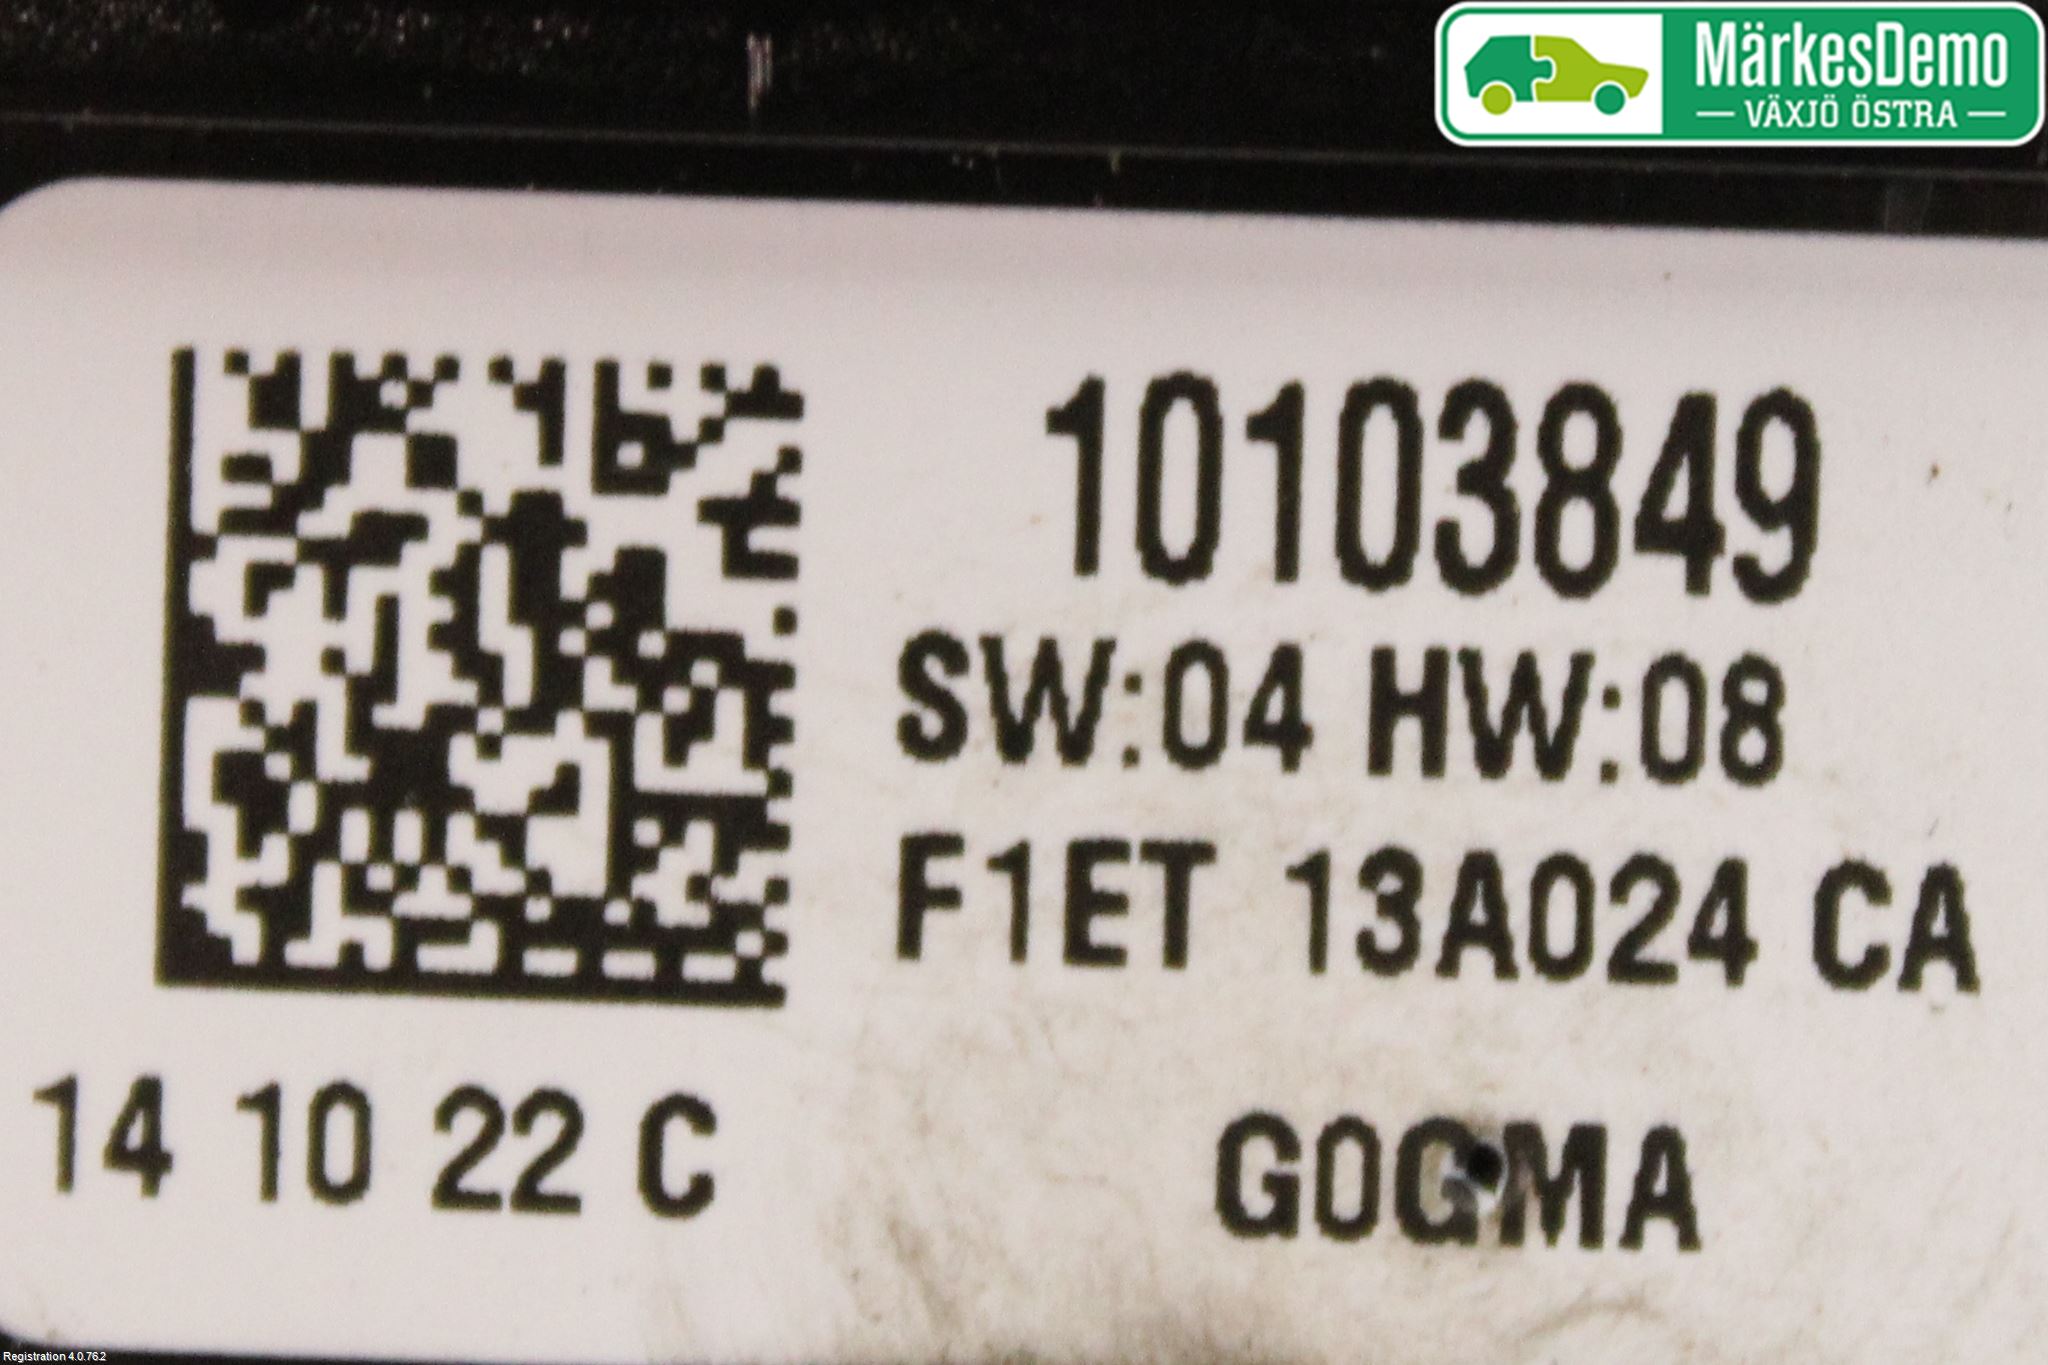 MärkesDemo
VÄXJÖ ÖSTRA
10103849
SW:04 HW:08
F1ET 13A024 CA
14 10 22 C
G0GMA
Registration 4.0.76.2